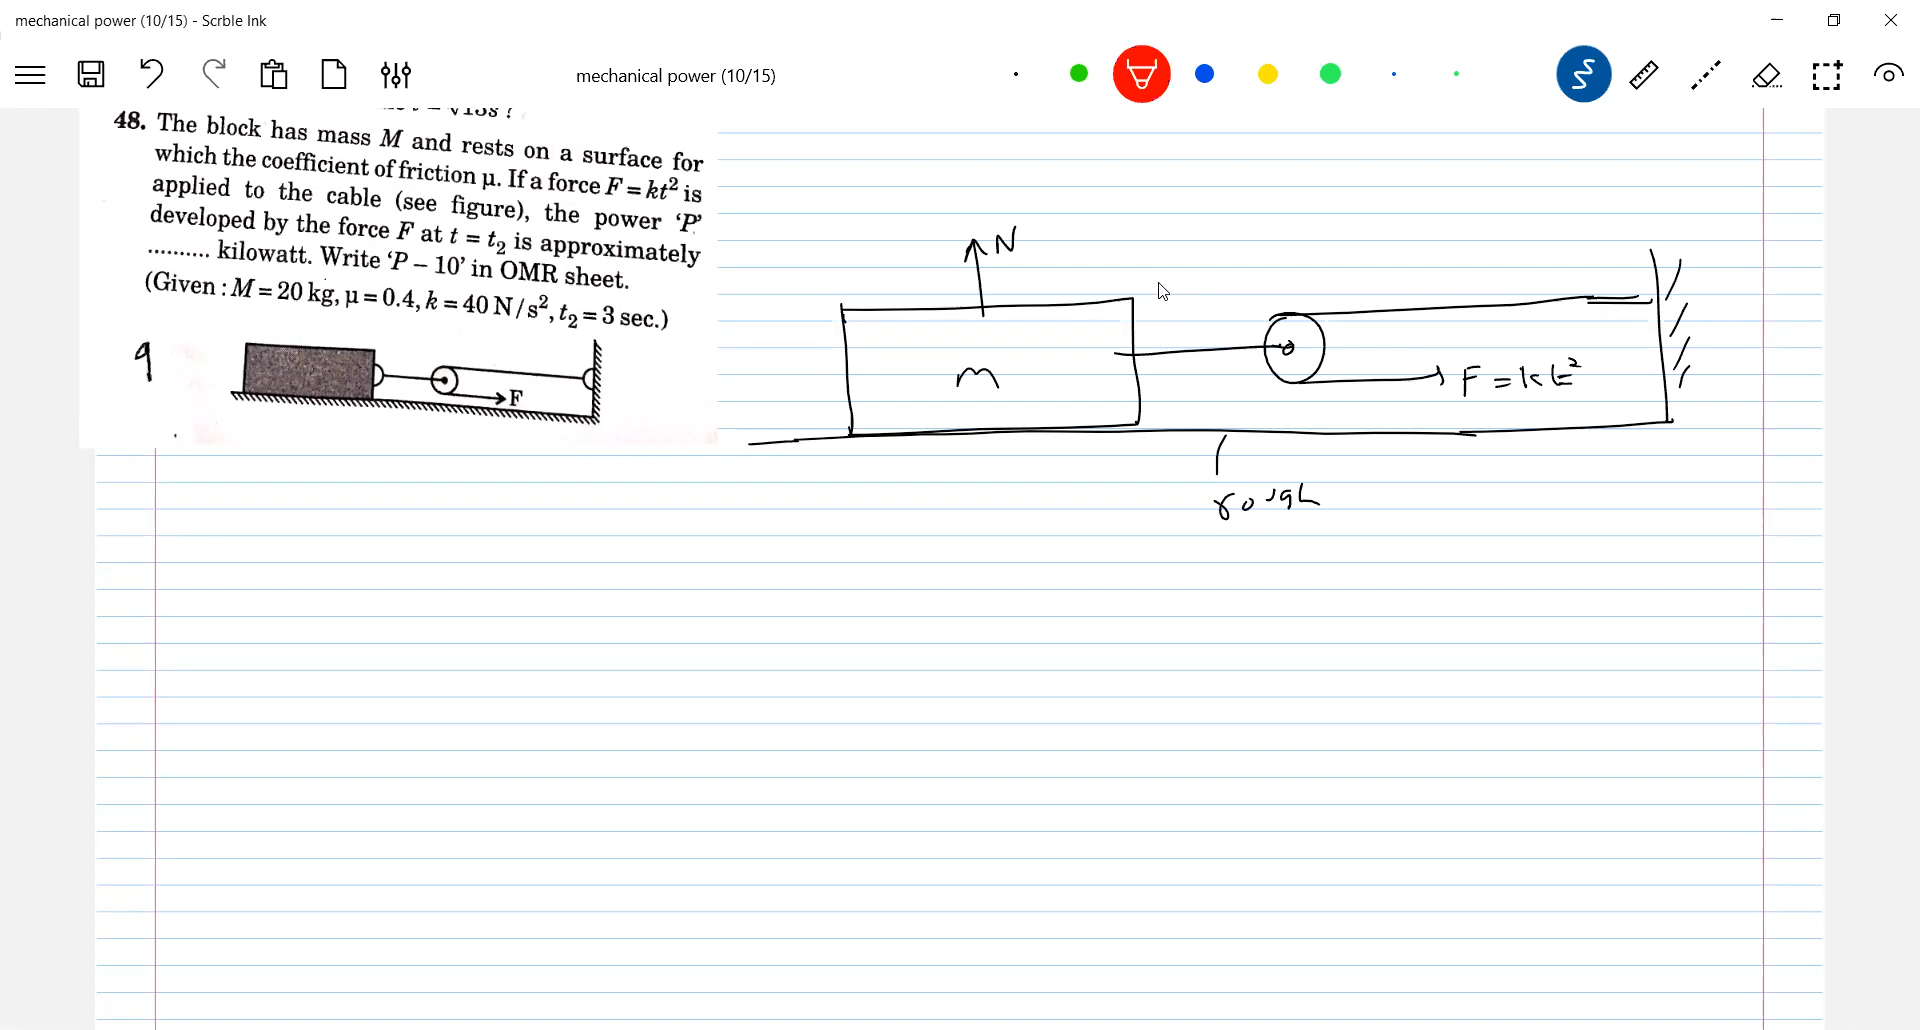 mechanical power (10/15) - Scrble Ink
mechanical power (10/15)
48. The block has mass M and rests on a surface for
which the coefficient of friction μ. If a force F = kt² is
applied to the cable (see figure), the power ‘P’
developed by the force F at t = t₂ is approximately
.......... kilowatt. Write ‘P – 10’ in OMR sheet.
(Given : M = 20 kg, μ = 0.4, k = 40 N/s², t₂ = 3 sec.)
9
F
N
m
F = kt²
rough